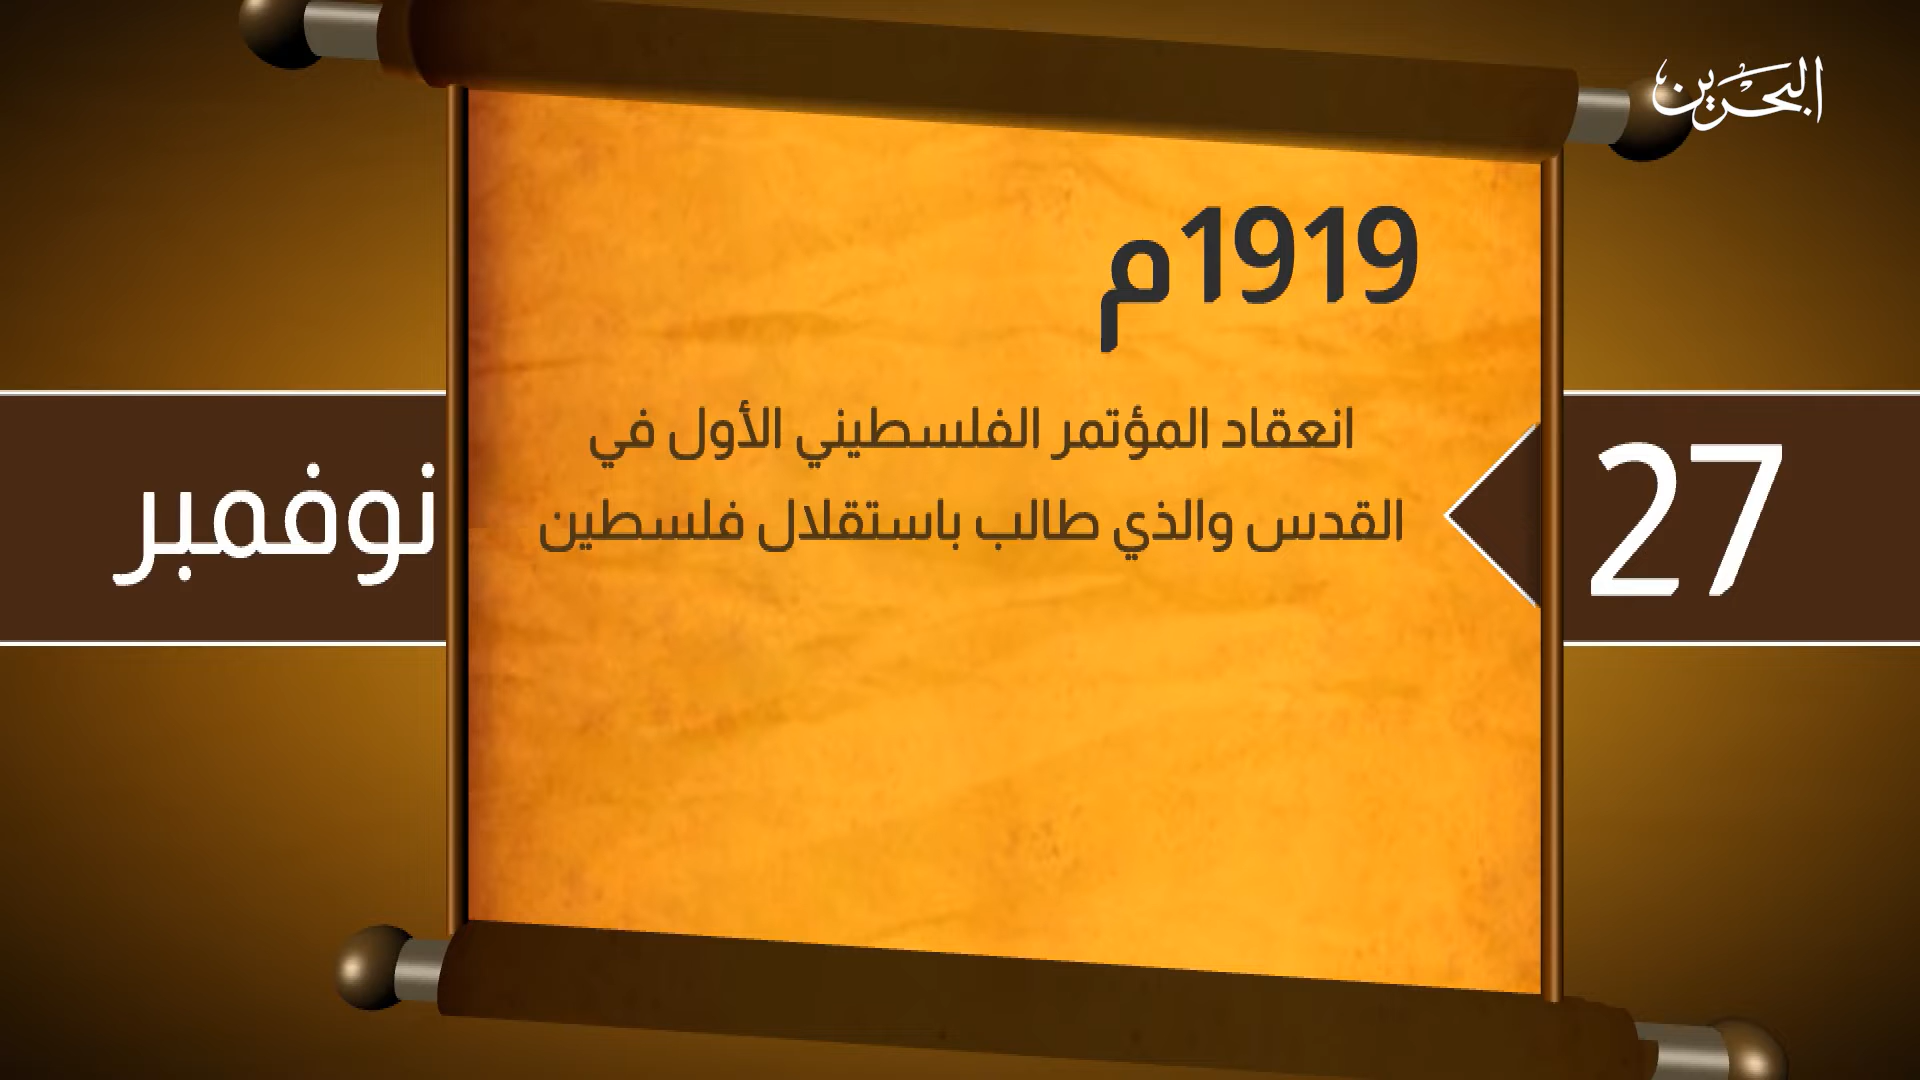 البحرين
1919م
انعقاد المؤتمر الفلسطيني الأول في
القدس والذي طالب باستقلال فلسطين
27
نوفمبر